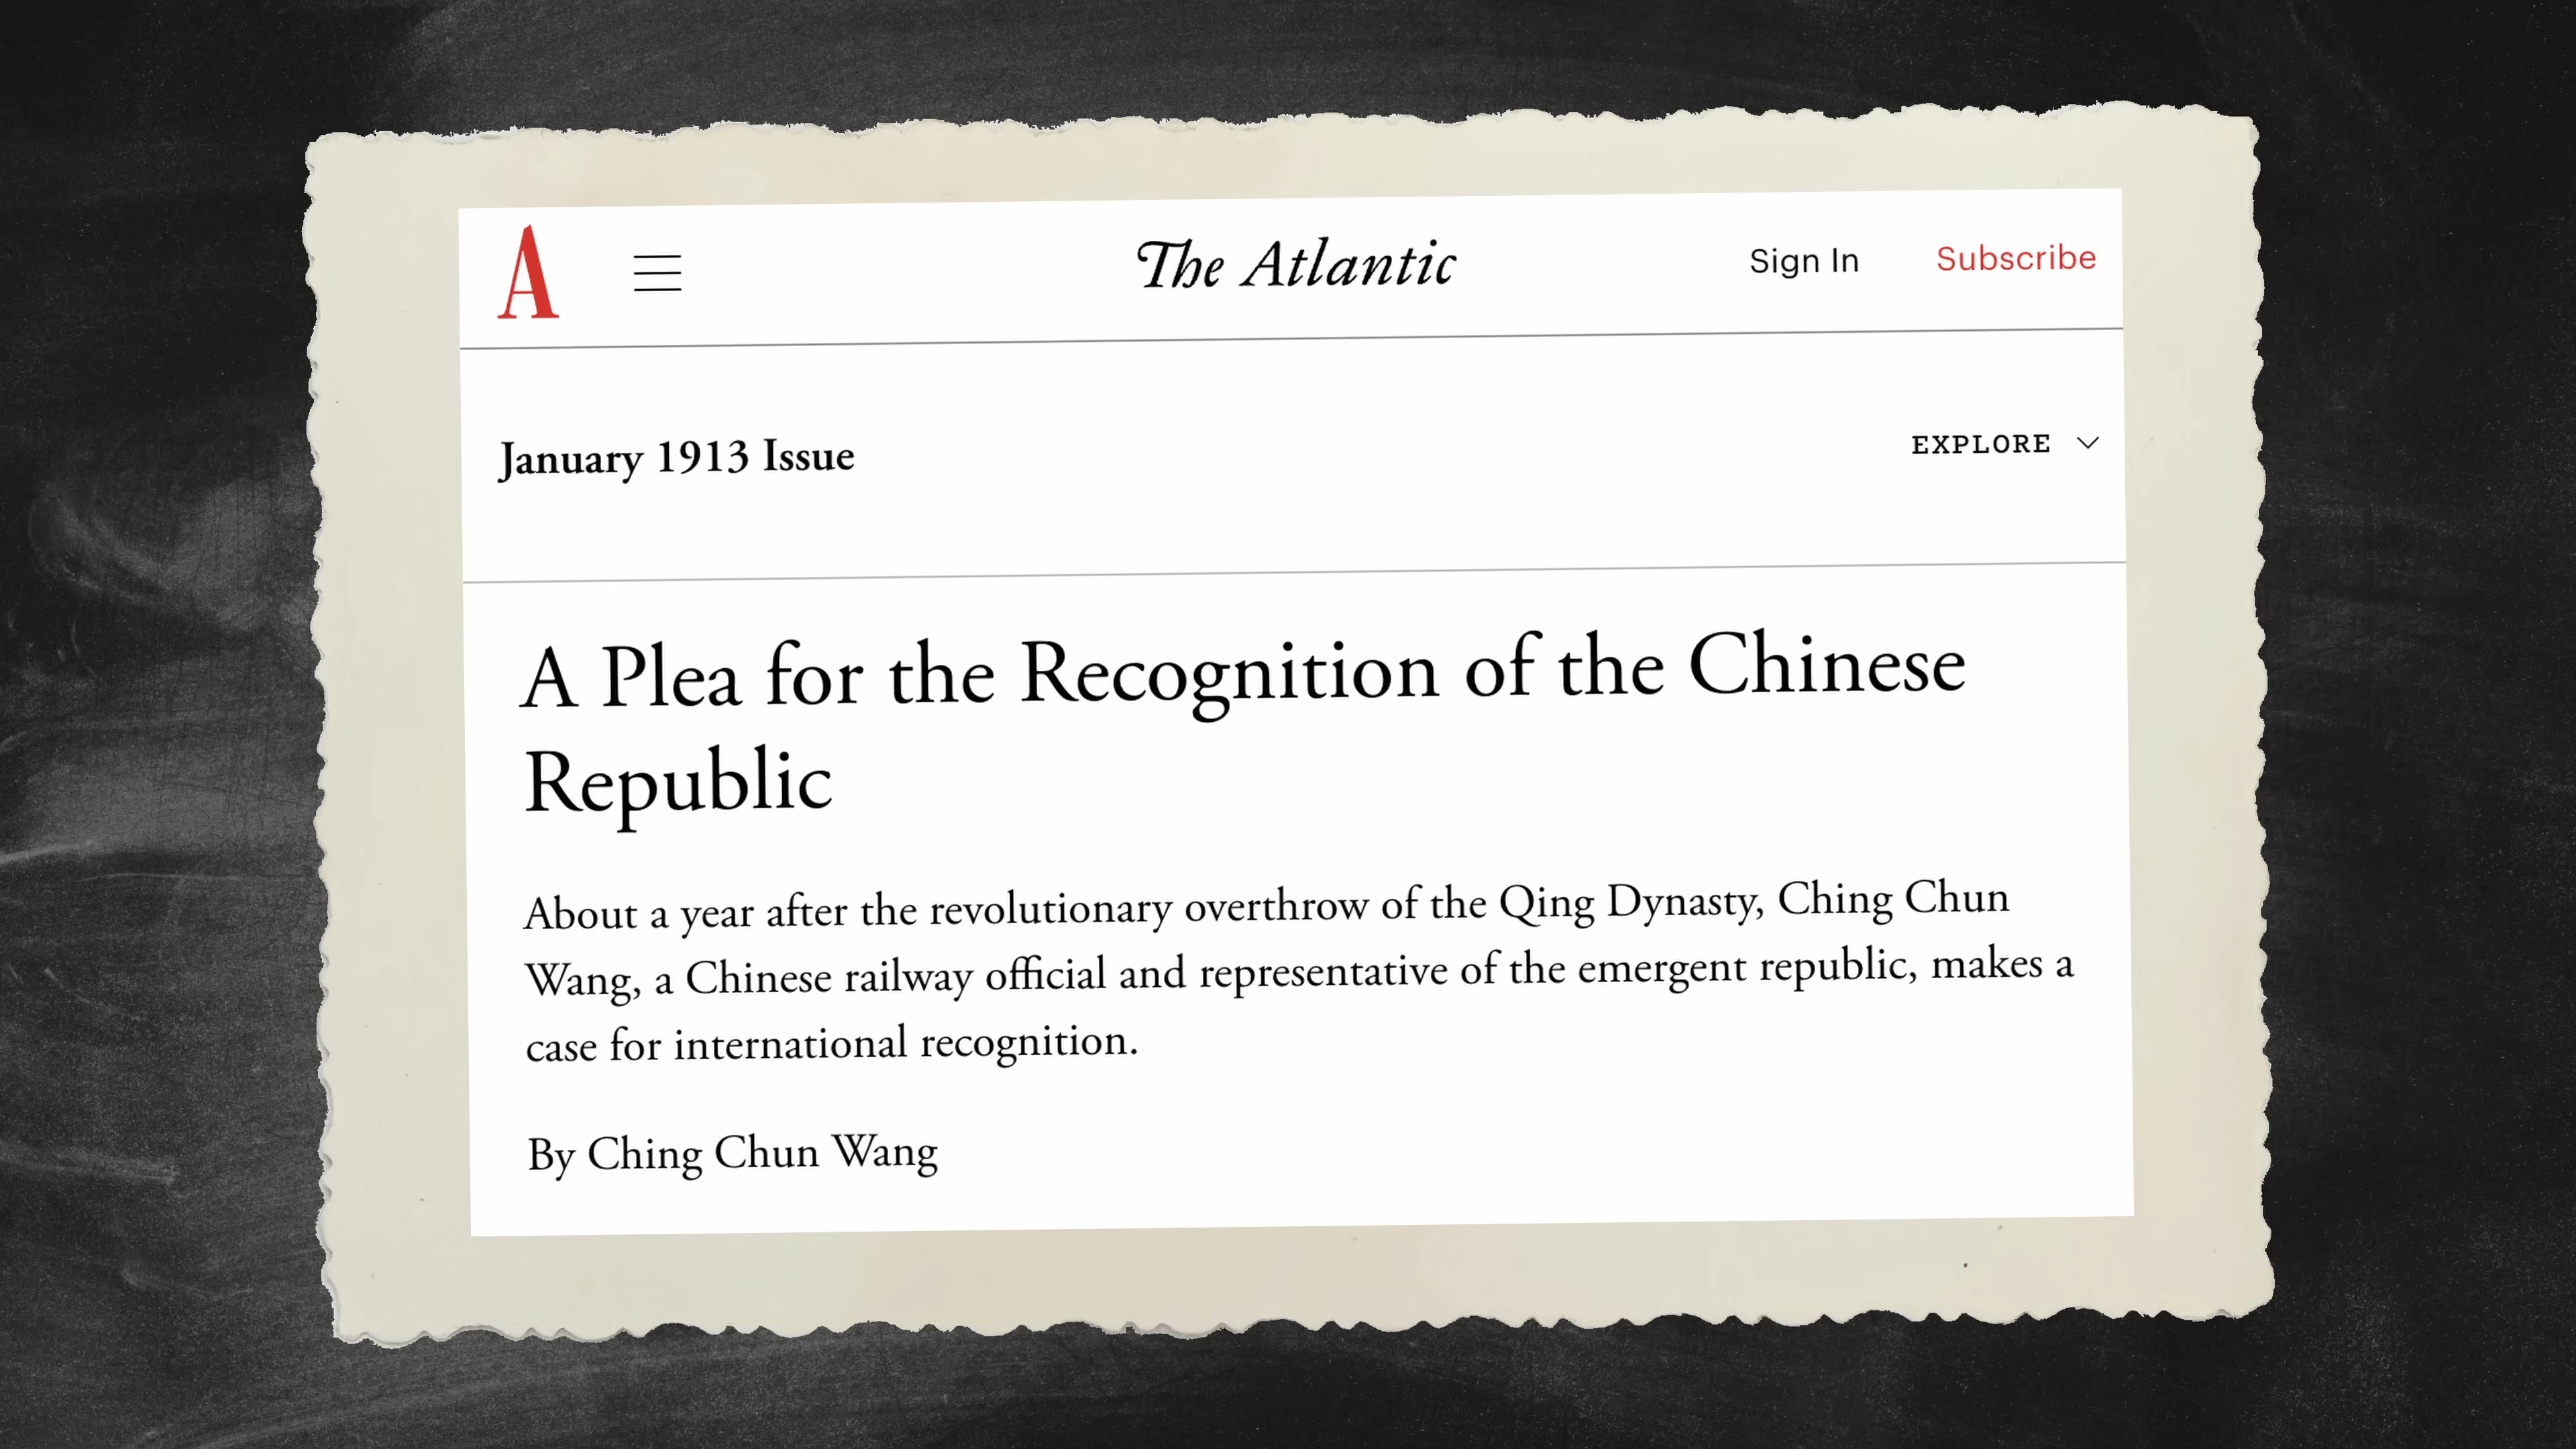 A
The Atlantic
Sign In
Subscribe
January 1913 Issue
EXPLORE
A Plea for the Recognition of the Chinese
Republic
About a year after the revolutionary overthrow of the Qing Dynasty, Ching Chun
Wang, a Chinese railway official and representative of the emergent republic, makes a
case for international recognition.
By Ching Chun Wang